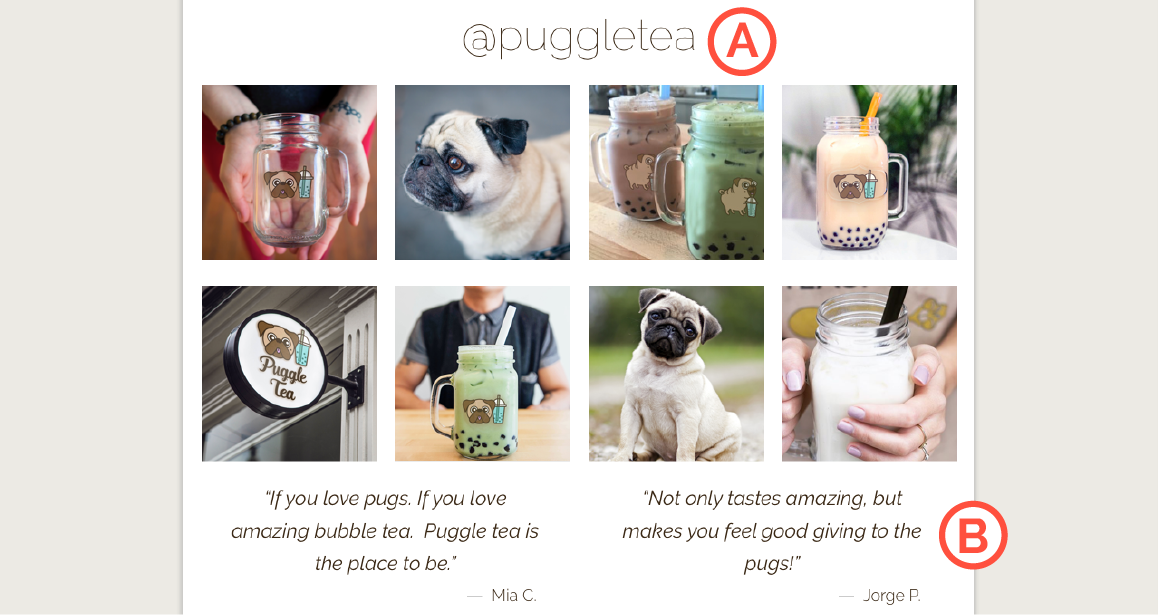 @puggletea
A
Puggle
Tea
"If you love pugs. If you love
amazing bubble tea.  Puggle tea is
the place to be."
— Mia C.
"Not only tastes amazing, but
makes you feel good giving to the
pugs!"
— Jorge P.
B